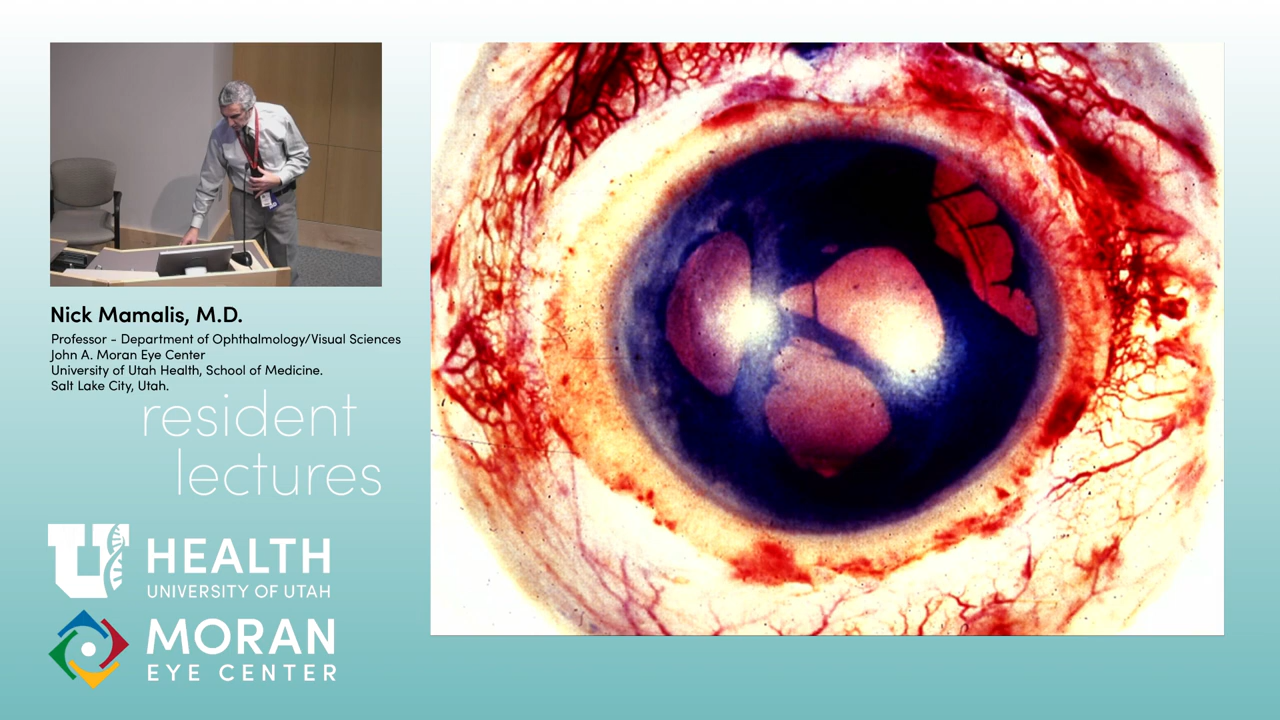 Nick Mamalis, M.D.
Professor - Department of Ophthalmology/Visual Sciences
John A. Moran Eye Center
University of Utah Health, School of Medicine.
Salt Lake City, Utah.
resident
lectures
U HEALTH
UNIVERSITY OF UTAH
MORAN
EYE CENTER